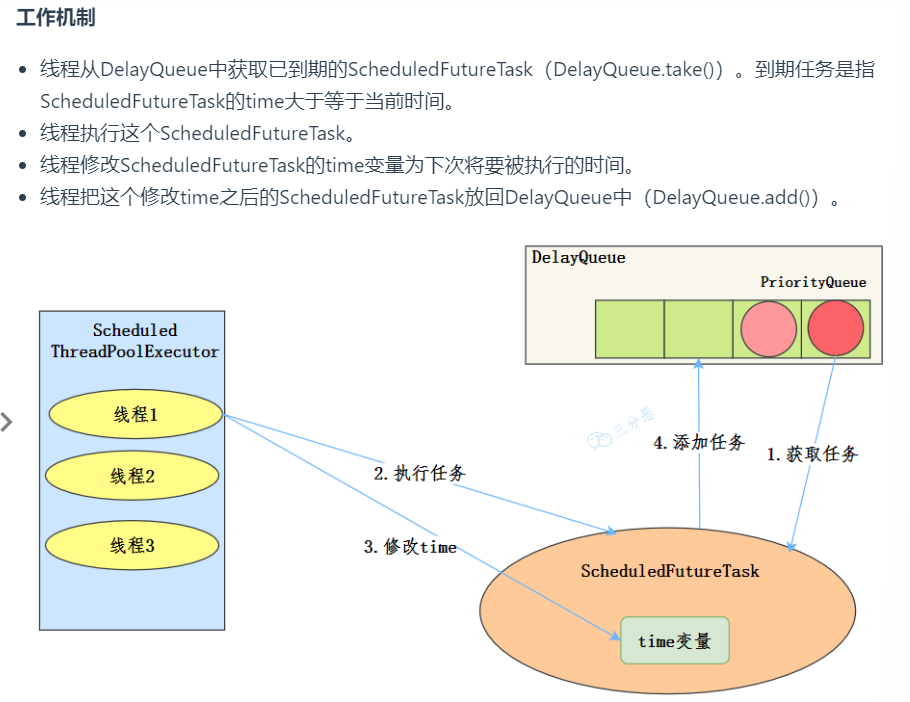 工作机制
线程从DelayQueue中获取已到期的ScheduledFutureTask（DelayQueue.take()）。到期任务是指
ScheduledFutureTask的time大于等于当前时间。
线程执行这个ScheduledFutureTask。
线程修改ScheduledFutureTask的time变量为下次将要被执行的时间。
线程把这个修改time之后的ScheduledFutureTask放回DelayQueue中（DelayQueue.add()）。
DelayQueue
PriorityQueue
Scheduled
ThreadPoolExecutor
线程1
线程2
线程3
三分恶
4.添加任务
1.获取任务
2.执行任务
3.修改time
ScheduledFutureTask
time变量